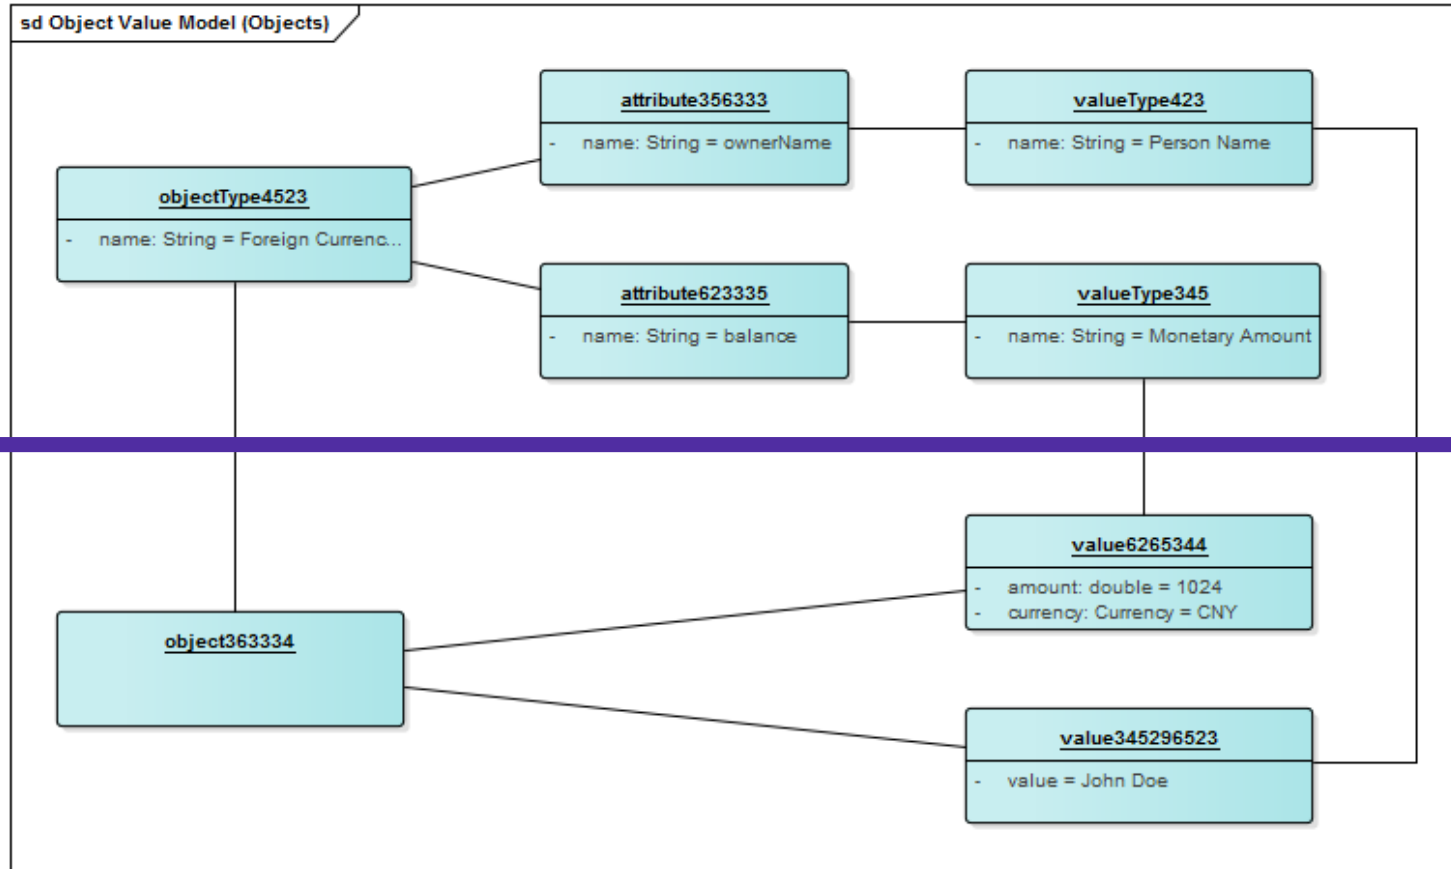 sd Object Value Model (Objects)
attribute356333
- name: String = ownerName
valueType423
- name: String = Person Name
objectType4523
- name: String = Foreign Currenc...
attribute623335
- name: String = balance
valueType345
- name: String = Monetary Amount
value6265344
- amount: double = 1024
- currency: Currency = CNY
object363334
value345296523
- value = John Doe